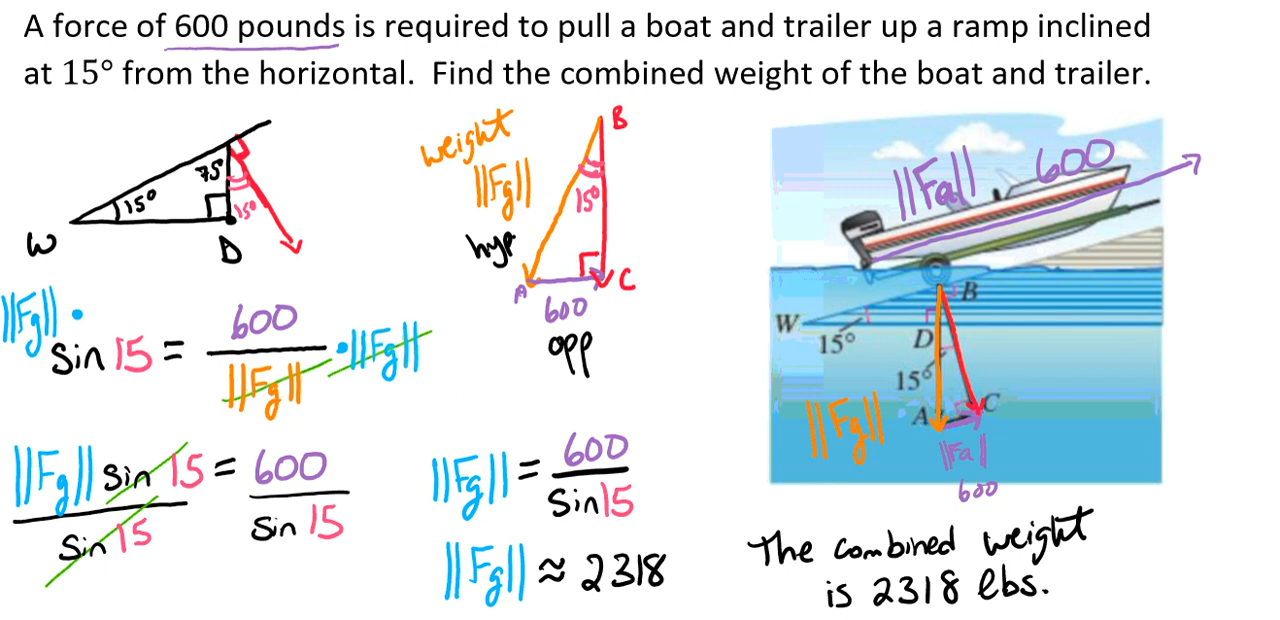 A force of 600 pounds is required to pull a boat and trailer up a ramp inclined
at 15° from the horizontal. Find the combined weight of the boat and trailer.
15°
75°
15°
W
D
weight
||Fg||
hyp
B
15°
A
C
600
opp
||Fa|| 600
B
W
15°
D
15°
A
C
||Fg||
||Fa||
600
||Fg|| • sin 15 = 600 / ||Fg|| • ||Fg||
||Fg|| sin 15 / sin 15 = 600 / sin 15
||Fg|| = 600 / sin 15
||Fg|| ≈ 2318
The combined weight
is 2318 lbs.